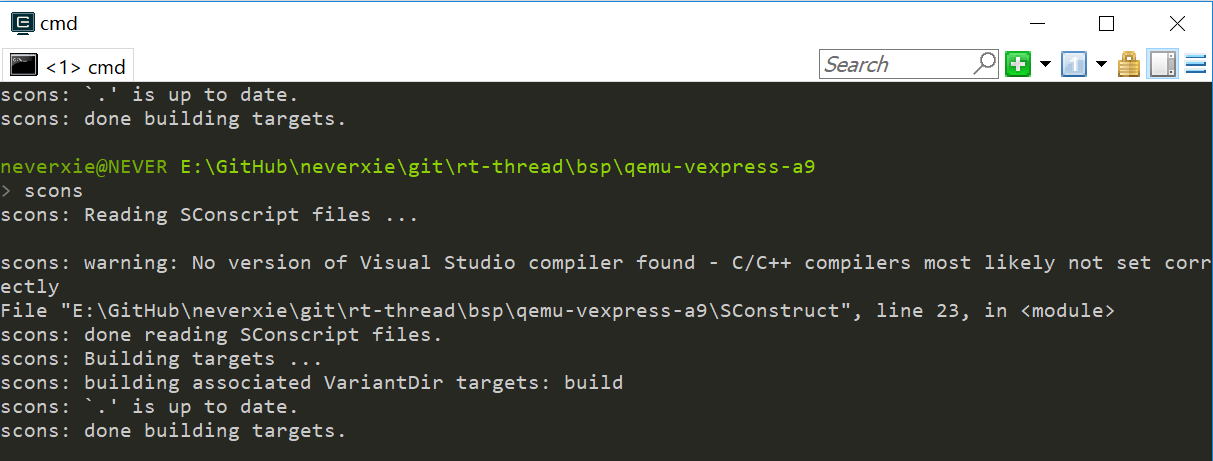 cmd
<1> cmd
Search
1
scons: `.' is up to date.
scons: done building targets.
neverxie@NEVER E:\GitHub\neverxie\git\rt-thread\bsp\qemu-vexpress-a9
> scons
scons: Reading SConscript files ...
scons: warning: No version of Visual Studio compiler found - C/C++ compilers most likely not set corr
ectly
File "E:\GitHub\neverxie\git\rt-thread\bsp\qemu-vexpress-a9\SConstruct", line 23, in <module>
scons: done reading SConscript files.
scons: Building targets ...
scons: building associated VariantDir targets: build
scons: `.' is up to date.
scons: done building targets.